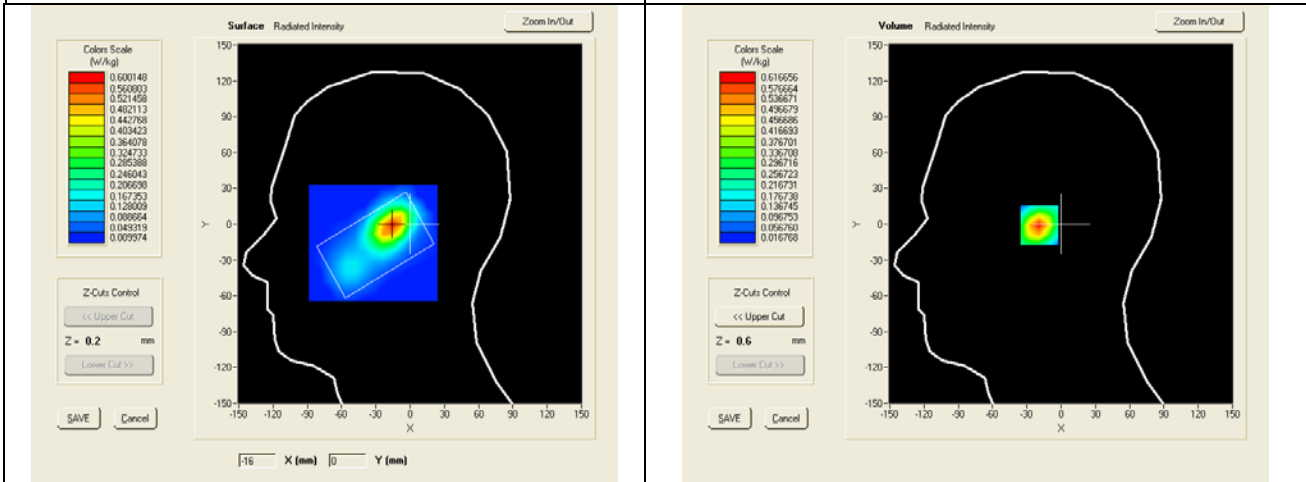 Surface Radiated Intensity
Zoom In/Out
Colors Scale
(W/kg)
0.600148
0.560803
0.521458
0.482113
0.442768
0.403423
0.364078
0.324733
0.285388
0.246043
0.206698
0.167353
0.128009
0.088664
0.049319
0.009974
Z-Cuts Control
<< Upper Cut
Z = 0.2 mm
Lower Cut >>
SAVE Cancel
150
120
90
60
30
0
-30
-60
-90
-120
-150
Y
-150 -120 -90 -60 -30 0 30 60 90 120 150
X
-16 X (mm) 0 Y (mm)
Volume Radiated Intensity
Zoom In/Out
Colors Scale
(W/kg)
0.616656
0.576664
0.536671
0.496679
0.456686
0.416693
0.376701
0.336708
0.296716
0.256723
0.216731
0.176738
0.136745
0.096753
0.056760
0.016768
Z-Cuts Control
<< Upper Cut
Z = 0.6 mm
Lower Cut >>
SAVE Cancel
150
120
90
60
30
0
-30
-60
-90
-120
-150
Y
-150 -120 -90 -60 -30 0 30 60 90 120 150
X